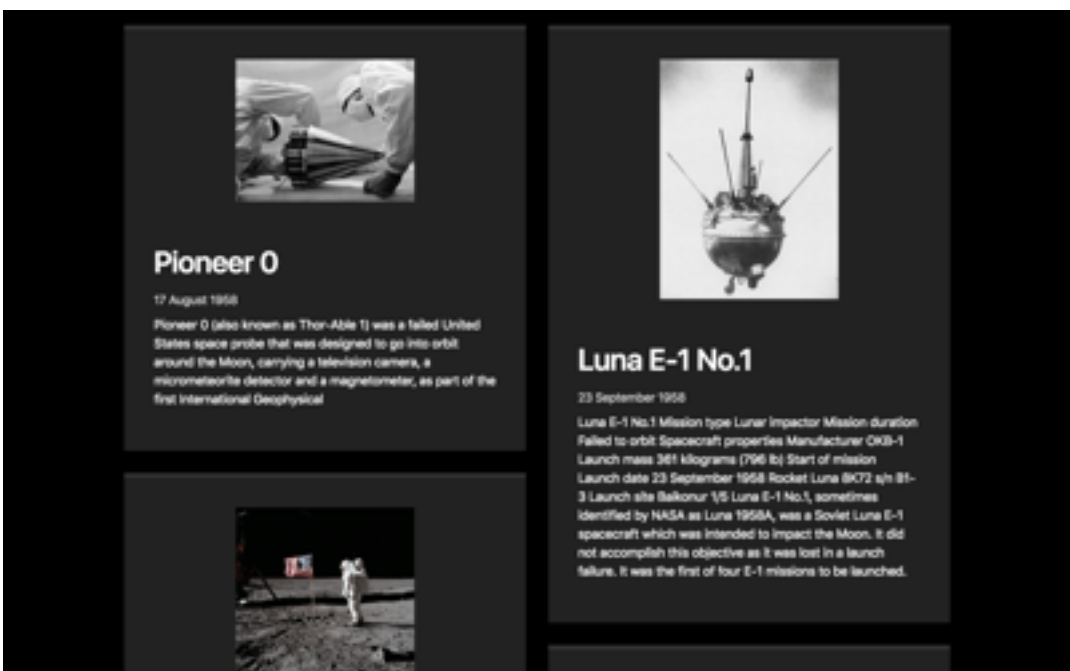 Pioneer 0
17 August 1958
Pioneer 0 (also known as Thor-Able 1) was a failed United
States space probe that was designed to go into orbit
around the Moon, carrying a television camera, a
micrometeorite detector and a magnetometer, as part of the
first International Geophysical
Luna E-1 No.1
23 September 1958
Luna E-1 No.1 Mission type Lunar impactor Mission duration
Failed to orbit Spacecraft properties Manufacturer OKB-1
Launch mass 361 kilograms (796 lb) Start of mission
Launch date 23 September 1958 Rocket Luna 8K72 s/n B1-
3 Launch site Baikonur 1/5 Luna E-1 No.1, sometimes
identified by NASA as Luna 1958A, was a Soviet Luna E-1
spacecraft which was intended to impact the Moon. It did
not accomplish this objective as it was lost in a launch
failure. It was the first of four E-1 missions to be launched.